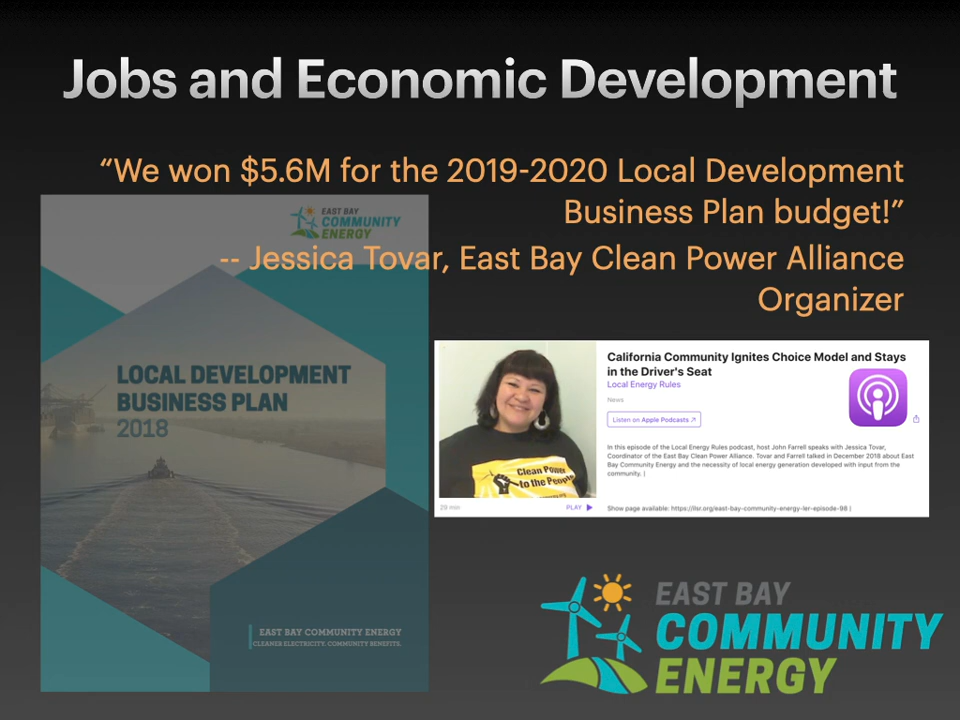 Jobs and Economic Development
“We won $5.6M for the 2019-2020 Local Development
Business Plan budget!”
-- Jessica Tovar, East Bay Clean Power Alliance
Organizer
EAST BAY
COMMUNITY
ENERGY
LOCAL DEVELOPMENT
BUSINESS PLAN
2018
EAST BAY COMMUNITY ENERGY
CLEANER ELECTRICITY. COMMUNITY BENEFITS.
Clean Power
to the People
29 min
PLAY
California Community Ignites Choice Model and Stays
in the Driver's Seat
Local Energy Rules
News
Listen on Apple Podcasts ↗
In this episode of the Local Energy Rules podcast, host John Farrell speaks with Jessica Tovar,
Coordinator of the East Bay Clean Power Alliance. Tovar and Farrell talked in December 2018 about East
Bay Community Energy and the necessity of local energy generation developed with input from the
community. |
Show page available: https://ilsr.org/east-bay-community-energy-ler-episode-98 |
EAST BAY
COMMUNITY
ENERGY